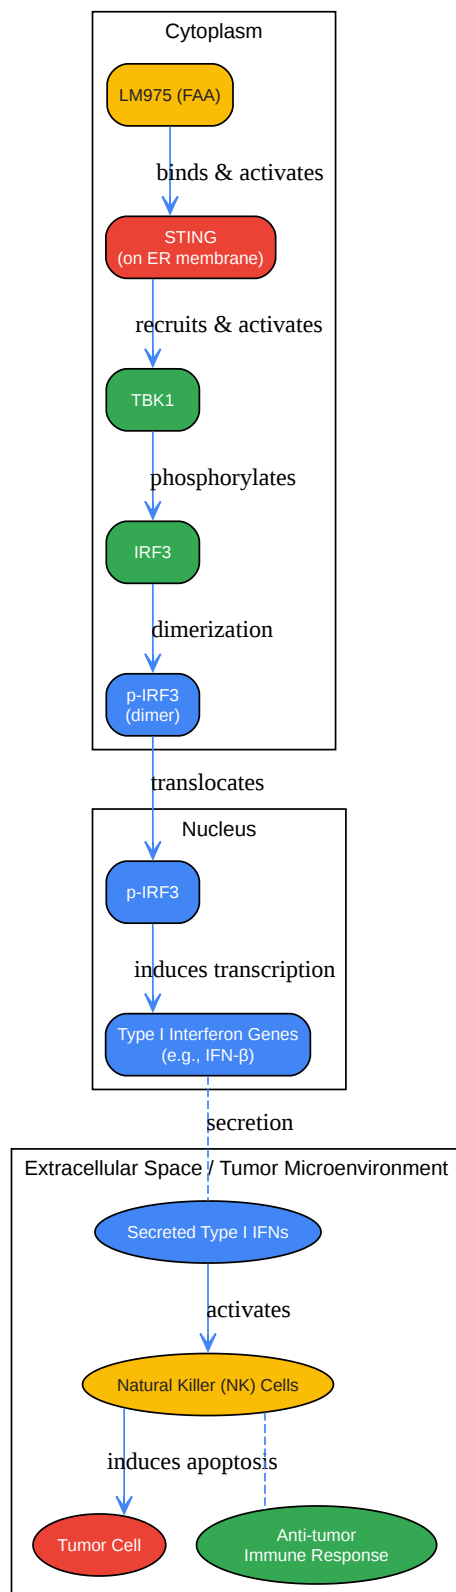 Cytoplasm
LM975 (FAA)
binds & activates
STING
(on ER membrane)
recruits & activates
TBK1
phosphorylates
IRF3
dimerization
p-IRF3
(dimer)
translocates
Nucleus
p-IRF3
induces transcription
Type I Interferon Genes
(e.g., IFN-β)
secretion
Extracellular Space / Tumor Microenvironment
Secreted Type I IFNs
activates
Natural Killer (NK) Cells
induces apoptosis
Tumor Cell
Anti-tumor
Immune Response